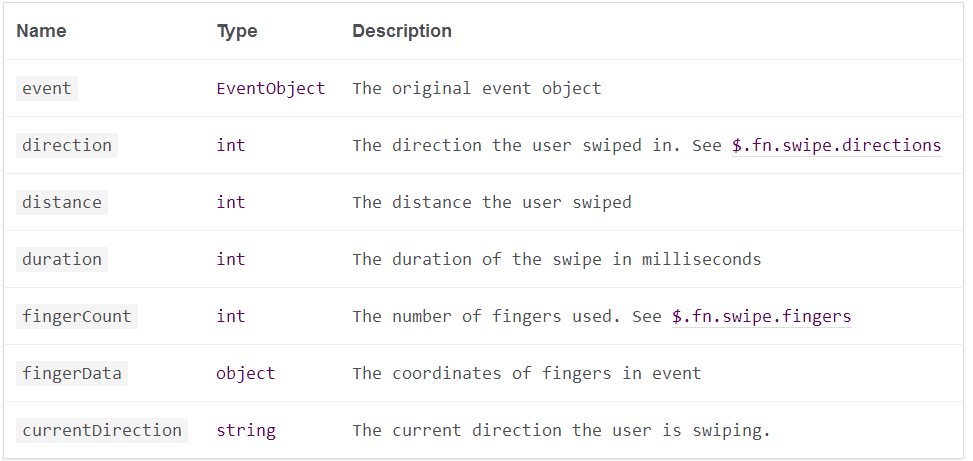 Name Type Description
event EventObject The original event object
direction int The direction the user swiped in. See $.fn.swipe.directions
distance int The distance the user swiped
duration int The duration of the swipe in milliseconds
fingerCount int The number of fingers used. See $.fn.swipe.fingers
fingerData object The coordinates of fingers in event
currentDirection string The current direction the user is swiping.